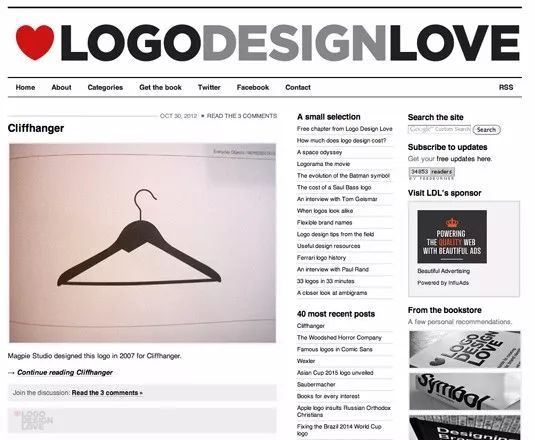 LOGODESIGNLOVE
Home About Categories Get the book Twitter Facebook Contact RSS
OCT 30, 2012 • READ THE 3 COMMENTS
Cliffhanger
Magpie Studio designed this logo in 2007 for Cliffhanger.
→ Continue reading Cliffhanger
Join the discussion: Read the 3 comments »
LOGO
DESIGN
LOVE
A small selection
Free chapter from Logo Design Love
How much does logo design cost?
A space odyssey
Logorama the movie
The evolution of the Batman symbol
The cost of a Saul Bass logo
An interview with Tom Geismar
When logos look alike
Flexible brand names
Logo design tips from the field
Useful design resources
Ferrari logo history
An interview with Paul Rand
33 logos in 33 minutes
A closer look at ambigrams
40 most recent posts
Cliffhanger
The Woodshed Horror Company
Famous logos in Comic Sans
Wexler
Asian Cup 2015 logo unveiled
Saubermacher
Books for every interest
Apple logo insults Russian Orthodox
Christians
Fixing the Brazil 2014 World Cup
logo
Search the site
Google Custom Search Search
Subscribe to updates
Get your free updates here.
34853 readers
BY FEEDBURNER
Visit LDL's sponsor
POWERING
THE QUALITY WEB
WITH BEAUTIFUL ADS
Beautiful Advertising
Powered by InfluAds
From the bookstore
A few personal recommendations.
LOGO
DESIGN
LOVE
Symbol
Designing